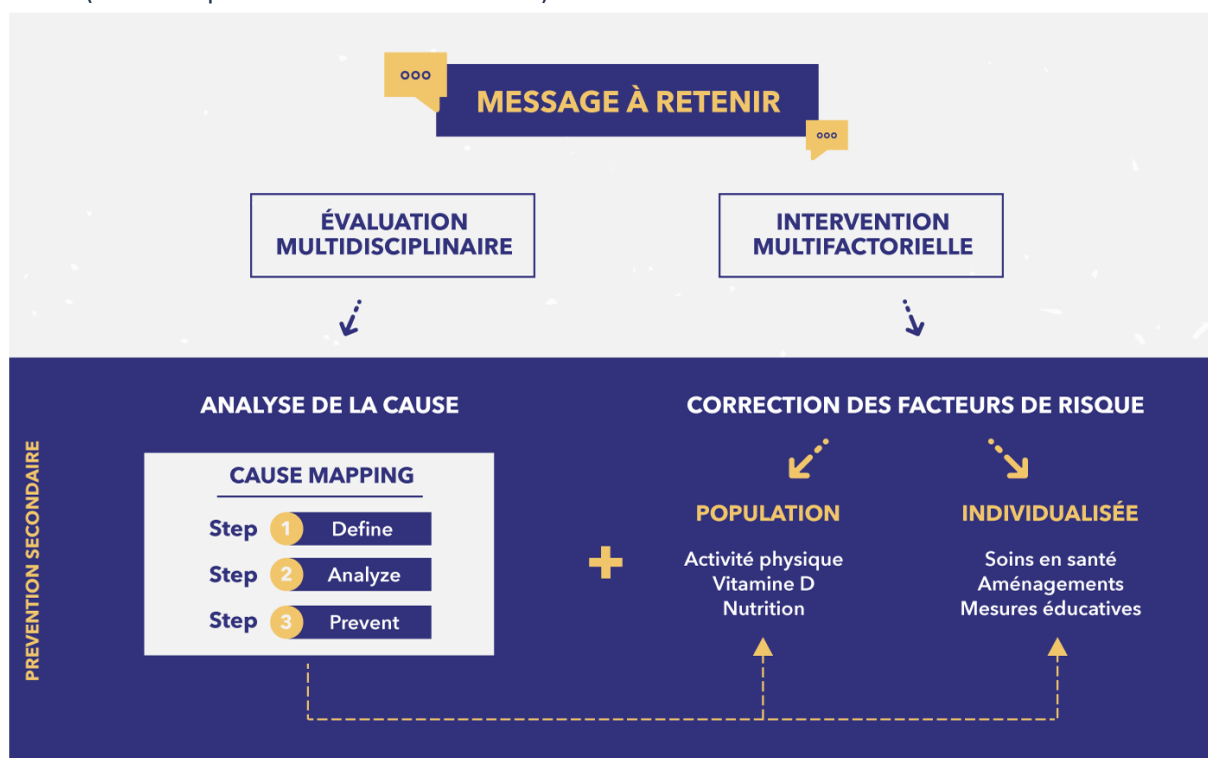 MESSAGE À RETENIR
ÉVALUATION
MULTIDISCIPLINAIRE
INTERVENTION
MULTIFACTORIELLE
PREVENTION SECONDAIRE
ANALYSE DE LA CAUSE
CAUSE MAPPING
Step 1 Define
Step 2 Analyze
Step 3 Prevent
+
CORRECTION DES FACTEURS DE RISQUE
POPULATION
Activité physique
Vitamine D
Nutrition
INDIVIDUALISÉE
Soins en santé
Aménagements
Mesures éducatives